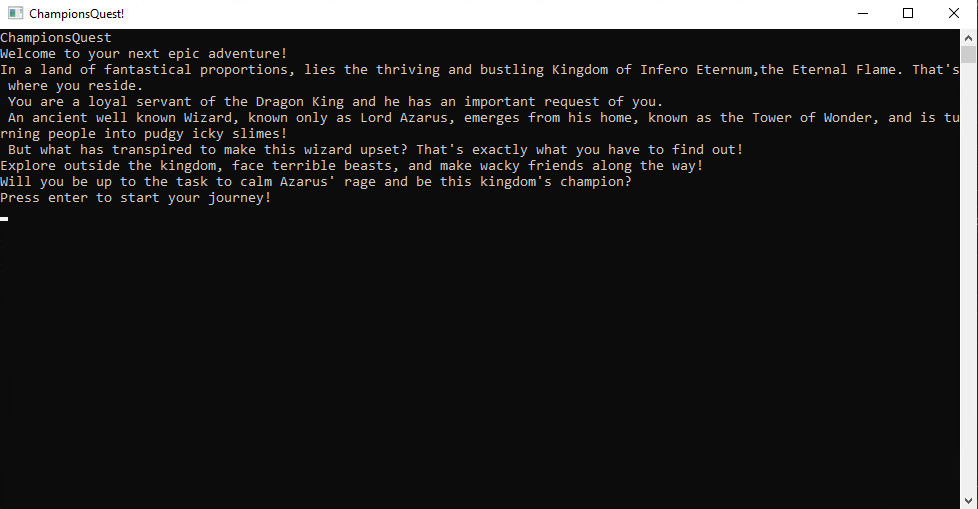 ChampionsQuest!
ChampionsQuest
Welcome to your next epic adventure!
In a land of fantastical proportions, lies the thriving and bustling Kingdom of Infero Eternum,the Eternal Flame. That's
 where you reside.
 You are a loyal servant of the Dragon King and he has an important request of you.
 An ancient well known Wizard, known only as Lord Azarus, emerges from his home, known as the Tower of Wonder, and is tu
rning people into pudgy icky slimes!
 But what has transpired to make this wizard upset? That's exactly what you have to find out!
Explore outside the kingdom, face terrible beasts, and make wacky friends along the way!
Will you be up to the task to calm Azarus' rage and be this kingdom's champion?
Press enter to start your journey!